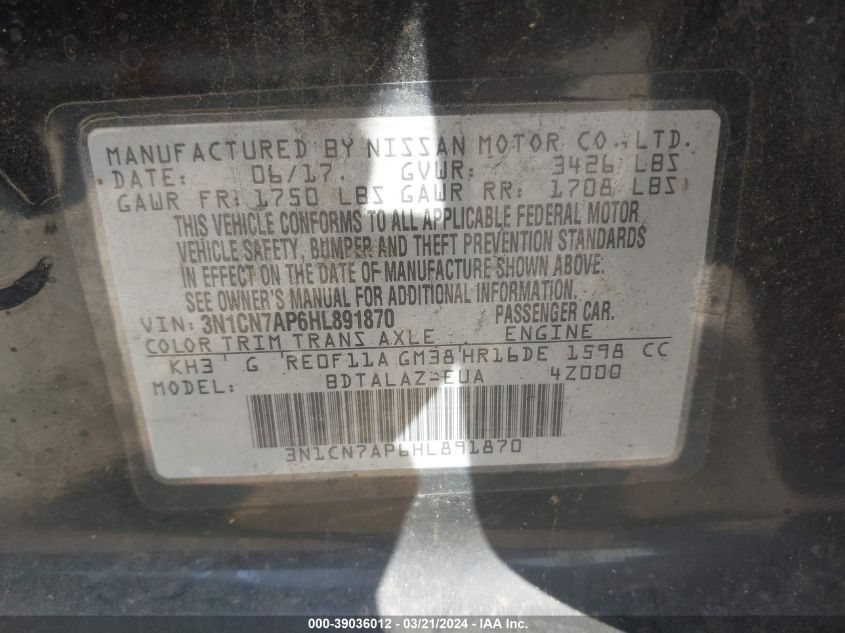 MANUFACTURED BY NISSAN MOTOR CO.,LTD.
DATE: 06/17. GVWR: 3426 LBS
GAWR FR: 1750 LBS GAWR RR: 1708 LBS
THIS VEHICLE CONFORMS TO ALL APPLICABLE FEDERAL MOTOR
VEHICLE SAFETY, BUMPER AND THEFT PREVENTION STANDARDS
IN EFFECT ON THE DATE OF MANUFACTURE SHOWN ABOVE.
SEE OWNER'S MANUAL FOR ADDITIONAL INFORMATION.
VIN: 3N1CN7AP6HL891870 PASSENGER CAR.
COLOR TRIM TRANS AXLE ENGINE
KH3 G RE0F11A GM38 HR16DE 1598 CC
MODEL: BDTALAZ-EUA 4Z000
3N1CN7AP6HL891870
000-39036012 - 03/21/2024 - IAA Inc.